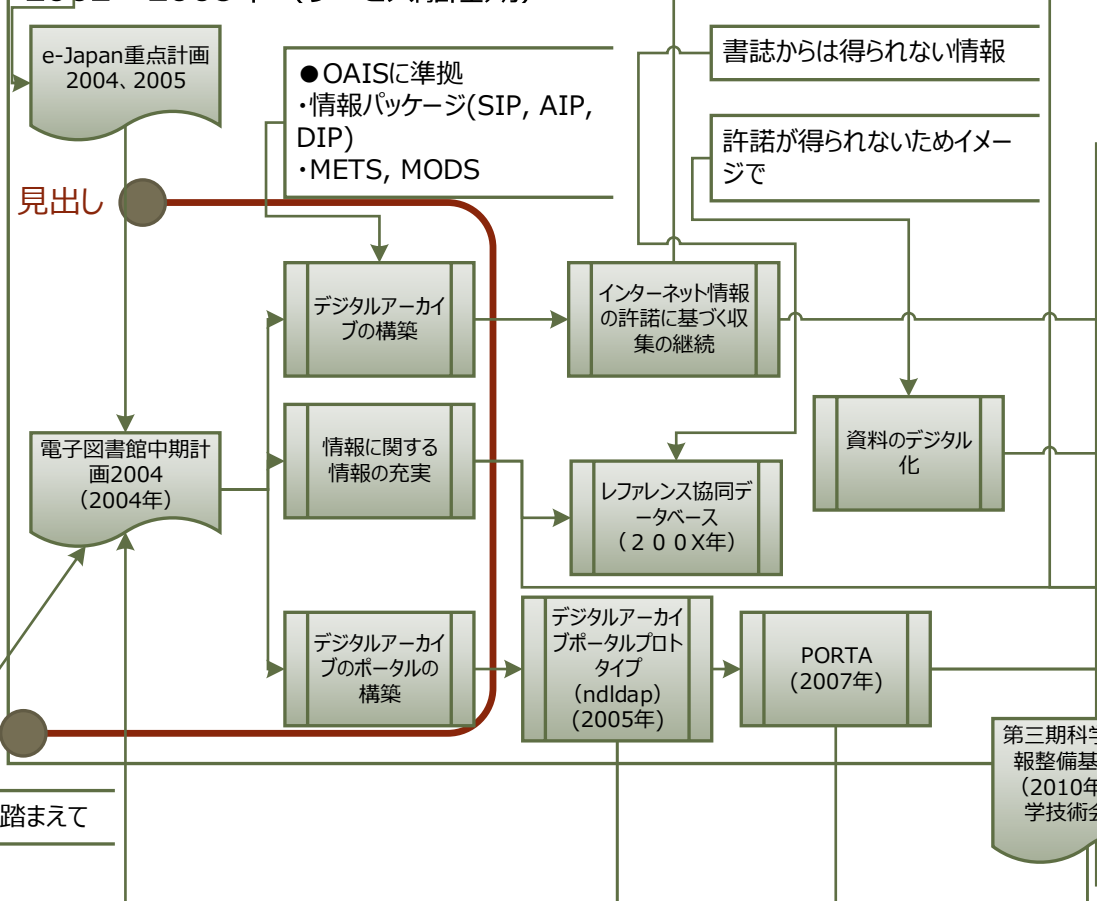 e-Japan重点計画
2004、2005
●OAISに準拠
・情報パッケージ(SIP, AIP,
DIP)
・METS, MODS
書誌からは得られない情報
許諾が得られないためイメー
ジで
見出し
デジタルアーカイ
ブの構築
インターネット情報
の許諾に基づく収
集の継続
資料のデジタル
化
電子図書館中期計
画2004
（2004年）
情報に関する
情報の充実
レファレンス協同デ
ータベース
（２００X年）
デジタルアーカイ
ブのポータルの
構築
デジタルアーカイ
ブポータルプロト
タイプ
（ndldap）
(2005年)
PORTA
(2007年)
第三期科学
報整備基
（2010年
学技術会
踏まえて